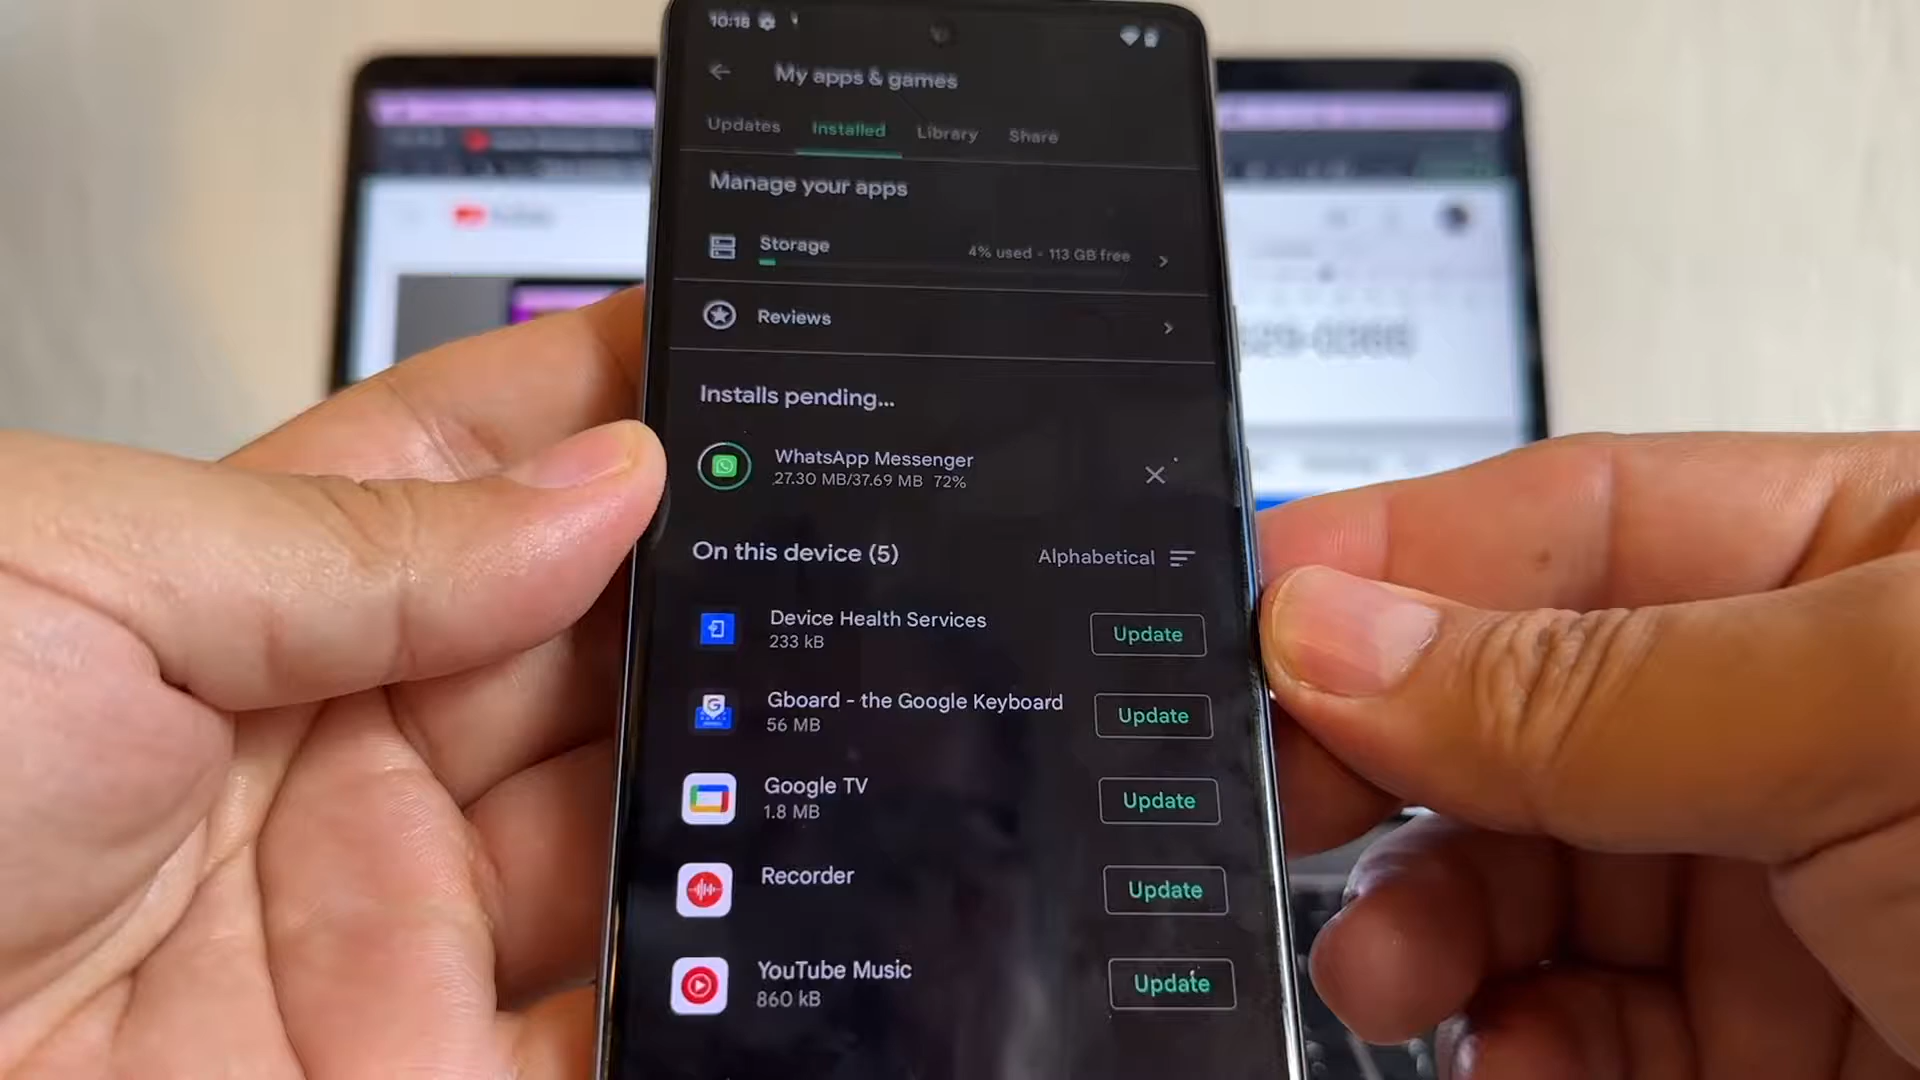 10:18
My apps & games
Updates Installed Library Share
Manage your apps
Storage 4% used - 113 GB free
Reviews
Installs pending...
WhatsApp Messenger
27.30 MB/37.69 MB 72%
On this device (5) Alphabetical
Device Health Services Update
233 kB
Gboard - the Google Keyboard Update
56 MB
Google TV Update
1.8 MB
Recorder Update
YouTube Music Update
860 kB